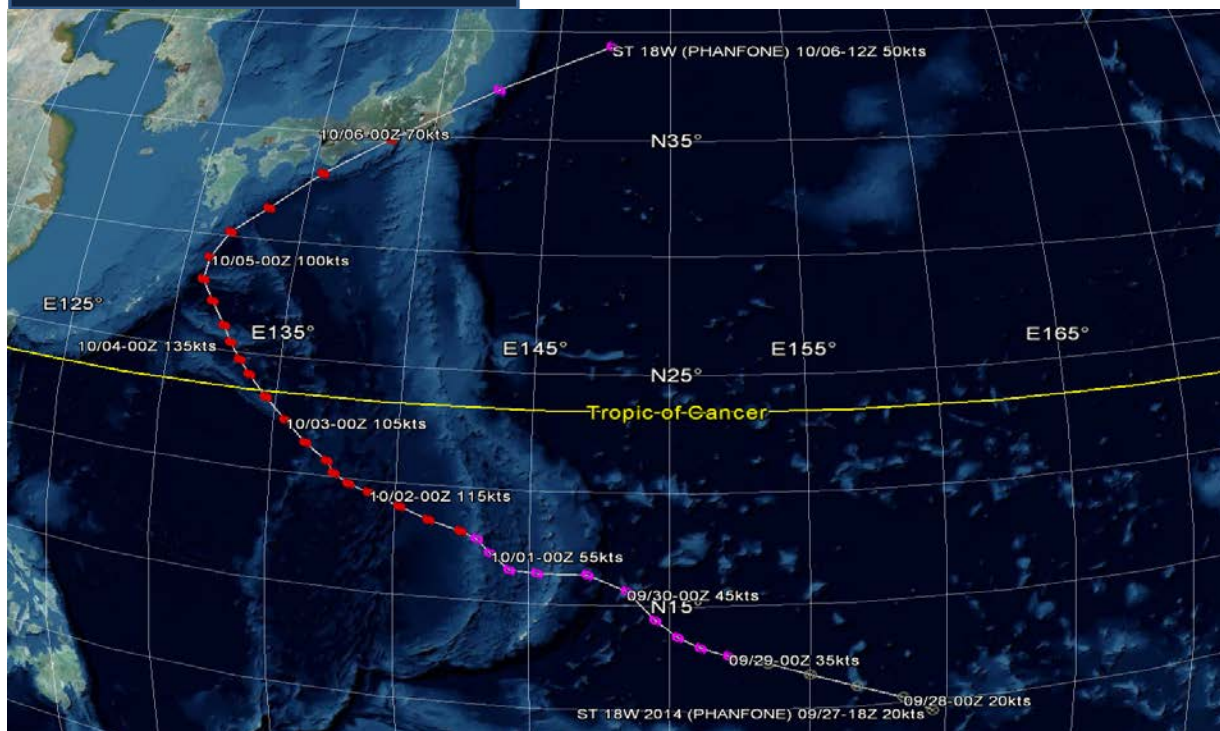 ST 18W (PHANFONE) 10/06-12Z 50kts
10/06-00Z 70kts
N35°
10/05-00Z 100kts
E125°
E135°
E145°
E155°
E165°
10/04-00Z 135kts
N25°
Tropic of Cancer
10/03-00Z 105kts
10/02-00Z 115kts
10/01-00Z 55kts
09/30-00Z 45kts
N15°
09/29-00Z 35kts
09/28-00Z 20kts
ST 18W 2014 (PHANFONE) 09/27-18Z 20kts